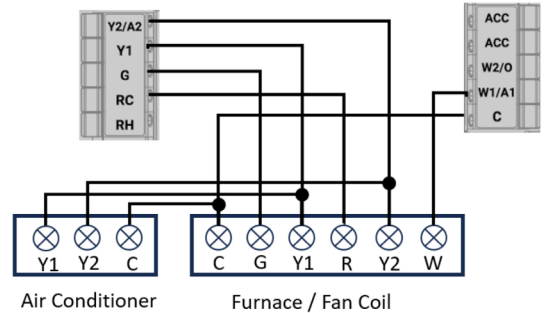 Y2/A2
Y1
G
RC
RH
ACC
ACC
W2/O
W1/A1
C
Y1 Y2 C
C G Y1 R Y2 W
Air Conditioner
Furnace / Fan Coil